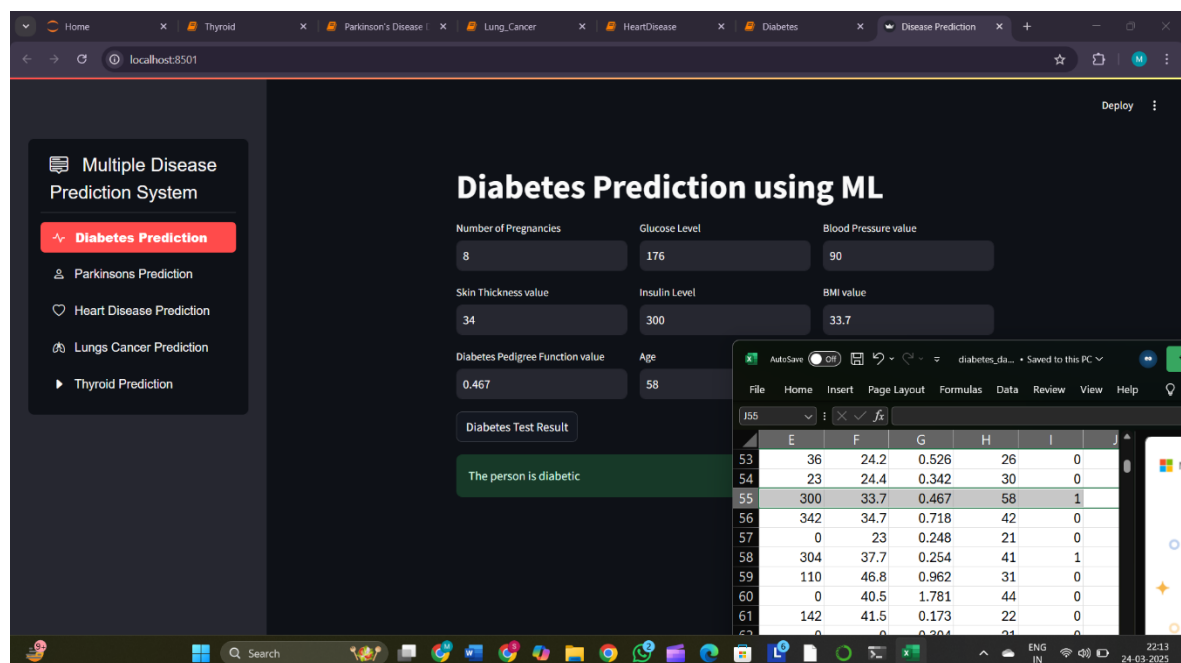 Home
Thyroid
Parkinson's Disease D
Lung_Cancer
HeartDisease
Diabetes
Disease Prediction
localhost:8501
M
Deploy
Multiple Disease
Prediction System
Diabetes Prediction
Parkinsons Prediction
Heart Disease Prediction
Lungs Cancer Prediction
Thyroid Prediction
Diabetes Prediction using ML
Number of Pregnancies Glucose Level Blood Pressure value
8 176 90
Skin Thickness value Insulin Level BMI value
34 300 33.7
Diabetes Pedigree Function value Age
0.467 58
Diabetes Test Result
The person is diabetic
AutoSave Off diabetes_da... • Saved to this PC
File Home Insert Page Layout Formulas Data Review View Help
J55 fx
E F G H I J
53 36 24.2 0.526 26 0
54 23 24.4 0.342 30 0
55 300 33.7 0.467 58 1
56 342 34.7 0.718 42 0
57 0 23 0.248 21 0
58 304 37.7 0.254 41 1
59 110 46.8 0.962 31 0
60 0 40.5 1.781 44 0
61 142 41.5 0.173 22 0
62 0 0 0.304 21 0
9+
Search
ENG
IN
22:13
24-03-2025